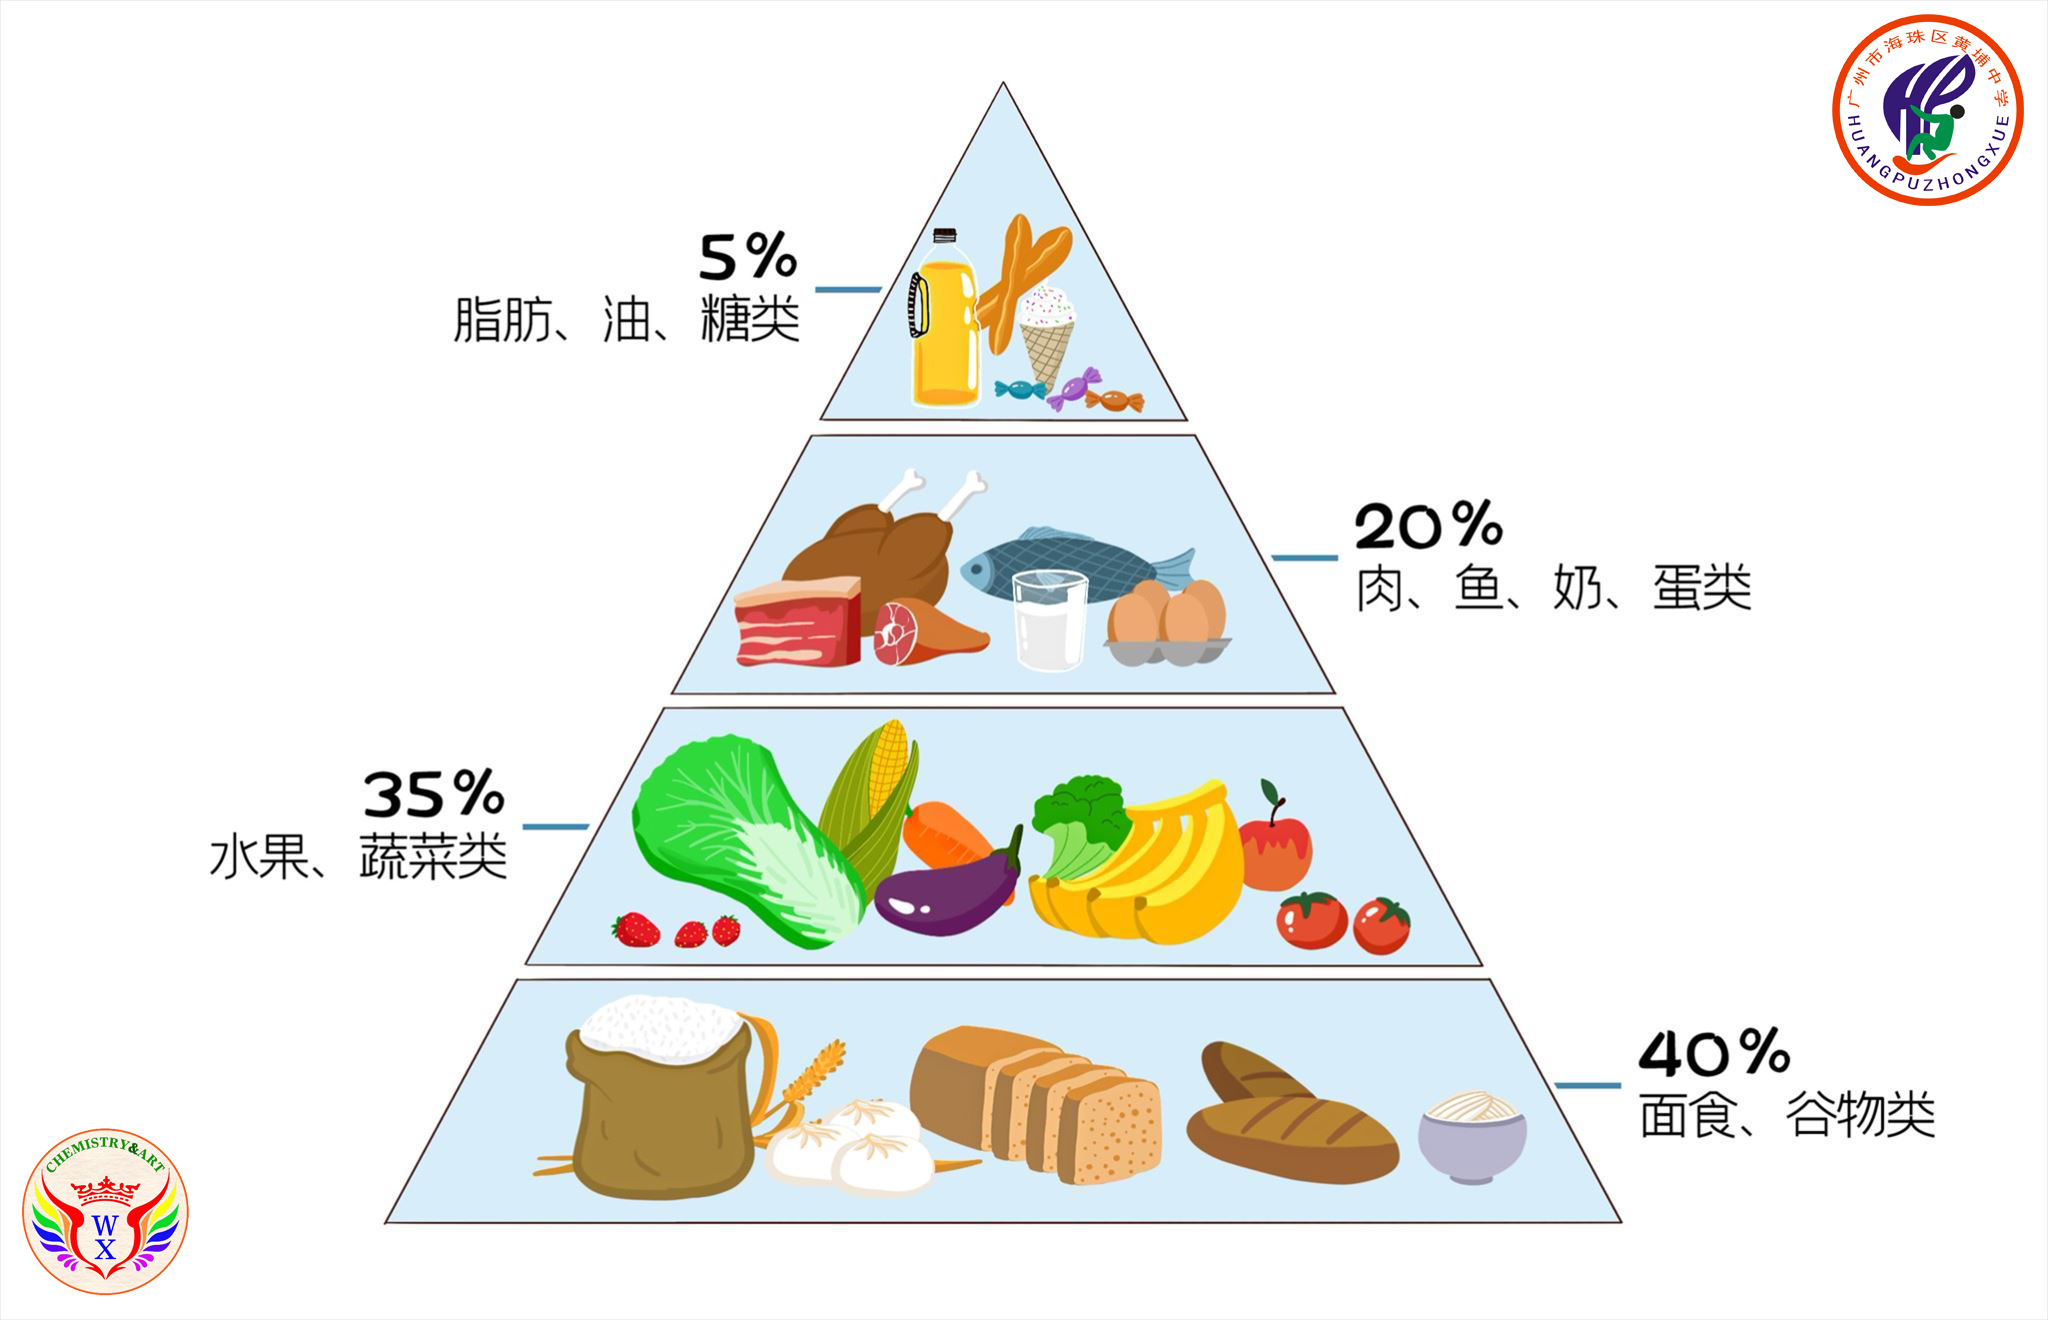 广州市海珠区黄埔中学
HUANGPUZHONGXUE
5%
脂肪、油、糖类
20%
肉、鱼、奶、蛋类
35%
水果、蔬菜类
40%
面食、谷物类
CHEMISTRY&ART
W
X